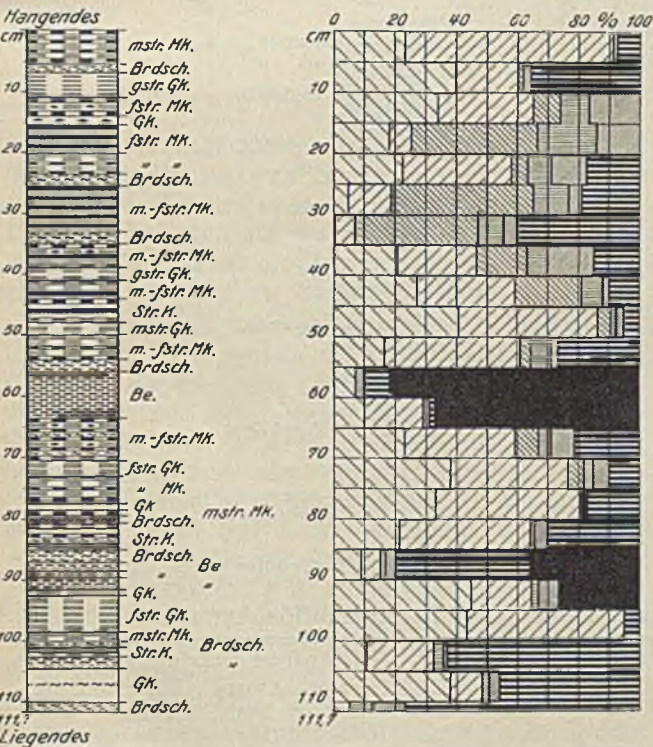 Hangendes
cm
mstr. MK.
Brdsch.
gstr. GK.
10
fstr. MK.
GK.
fstr. MK.
20
" "
Brdsch.
30
m.-fstr. MK.
Brdsch.
m.-fstr. MK.
40
gstr. GK.
m.-fstr. MK.
Str. K.
50
mstr. GK.
m.-fstr. MK.
Brdsch.
60
Be.
m.-fstr. MK.
70
fstr. GK.
" MK.
GK
mstr. MK.
80
Brdsch.
Str. K.
Brdsch.
Be
"
90
"
GK.
fstr. GK.
100
mstr. MK.
Brdsch.
Str. K.
"
GK.
110
Brdsch.
111,7
Liegendes
0 20 40 60 80 % 100
cm
10
20
30
40
50
60
70
80
90
100
110
111,7